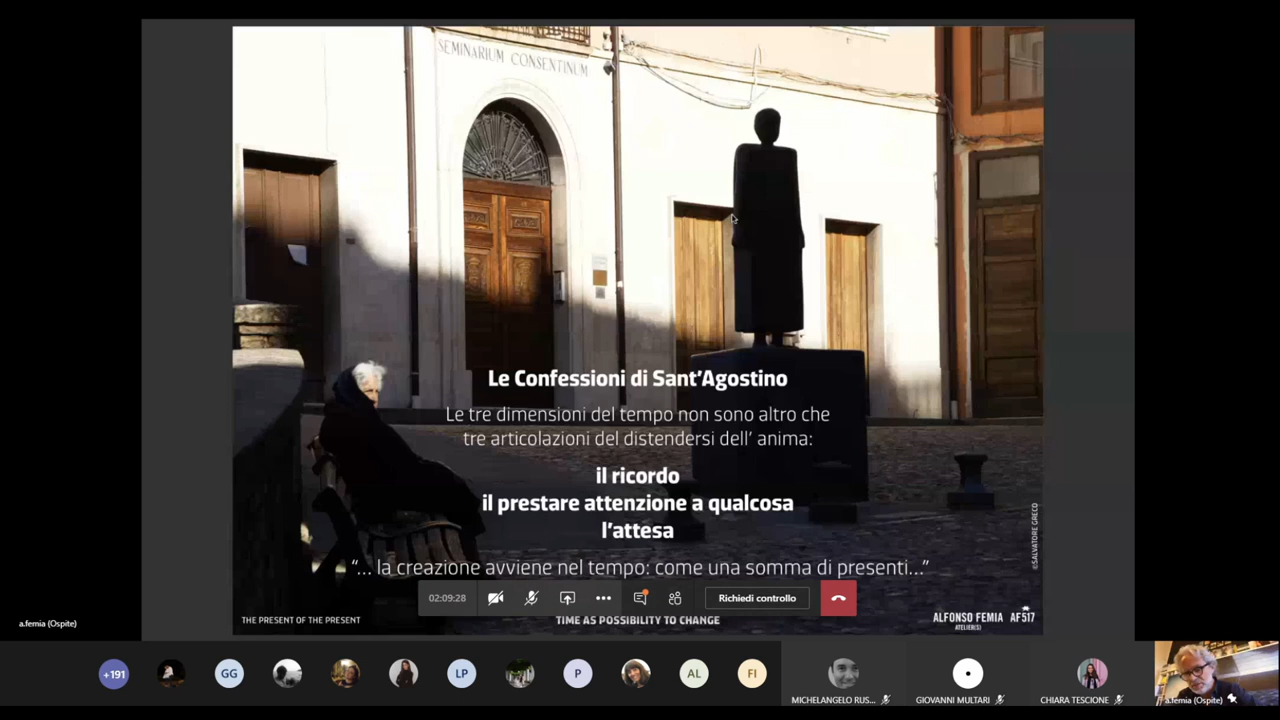 SEMINARIUM CONSENTINUM
Le Confessioni di Sant'Agostino
Le tre dimensioni del tempo non sono altro che
tre articolazioni del distendersi dell' anima:
il ricordo
il prestare attenzione a qualcosa
l'attesa
“... la creazione avviene nel tempo: come una somma di presenti...”
©SALVATORE GRECO
02:09:28
Richiedi controllo
THE PRESENT OF THE PRESENT
TIME AS POSSIBILITY TO CHANGE
ALFONSO FEMIA AF517
ATELIER(S)
a.femia (Ospite)
+191
GG
LP
P
AL
FI
MICHELANGELO RUS...
GIOVANNI MULTARI
CHIARA TESCIONE
a.femia (Ospite)